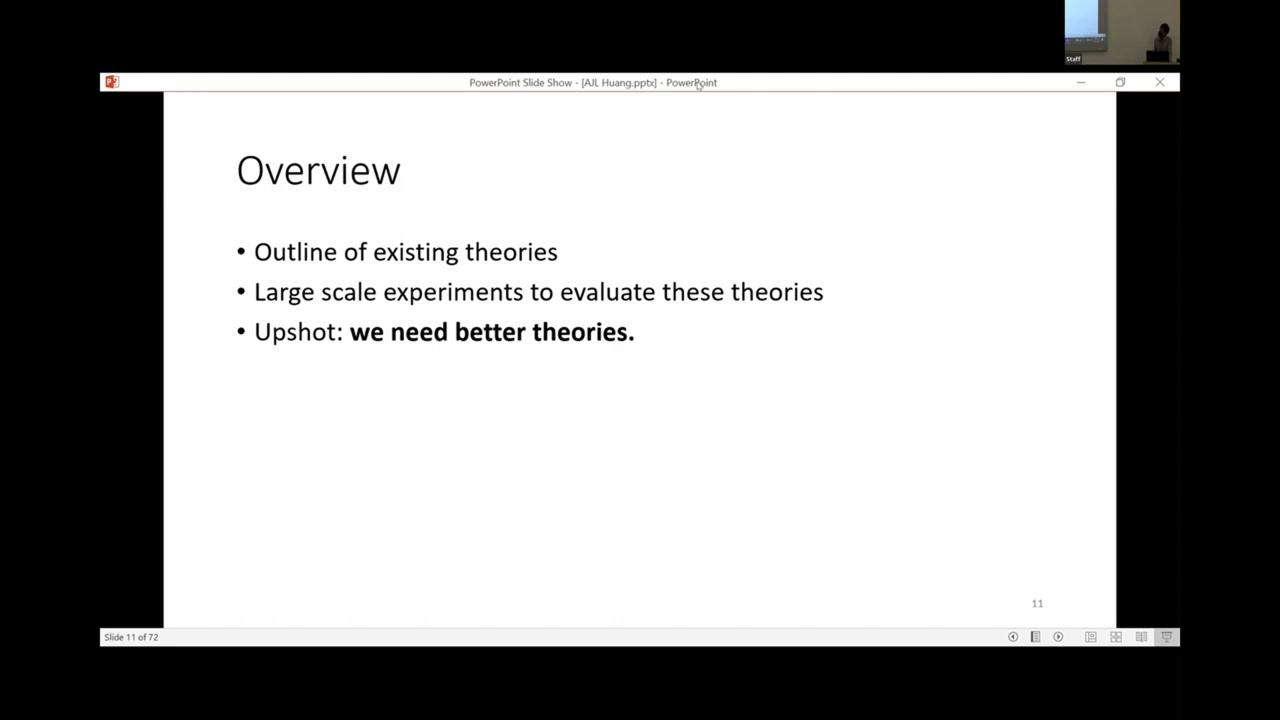 Staff
PowerPoint Slide Show - [AJL Huang.pptx] - PowerPoint
Overview
• Outline of existing theories
• Large scale experiments to evaluate these theories
• Upshot: we need better theories.
11
Slide 11 of 72